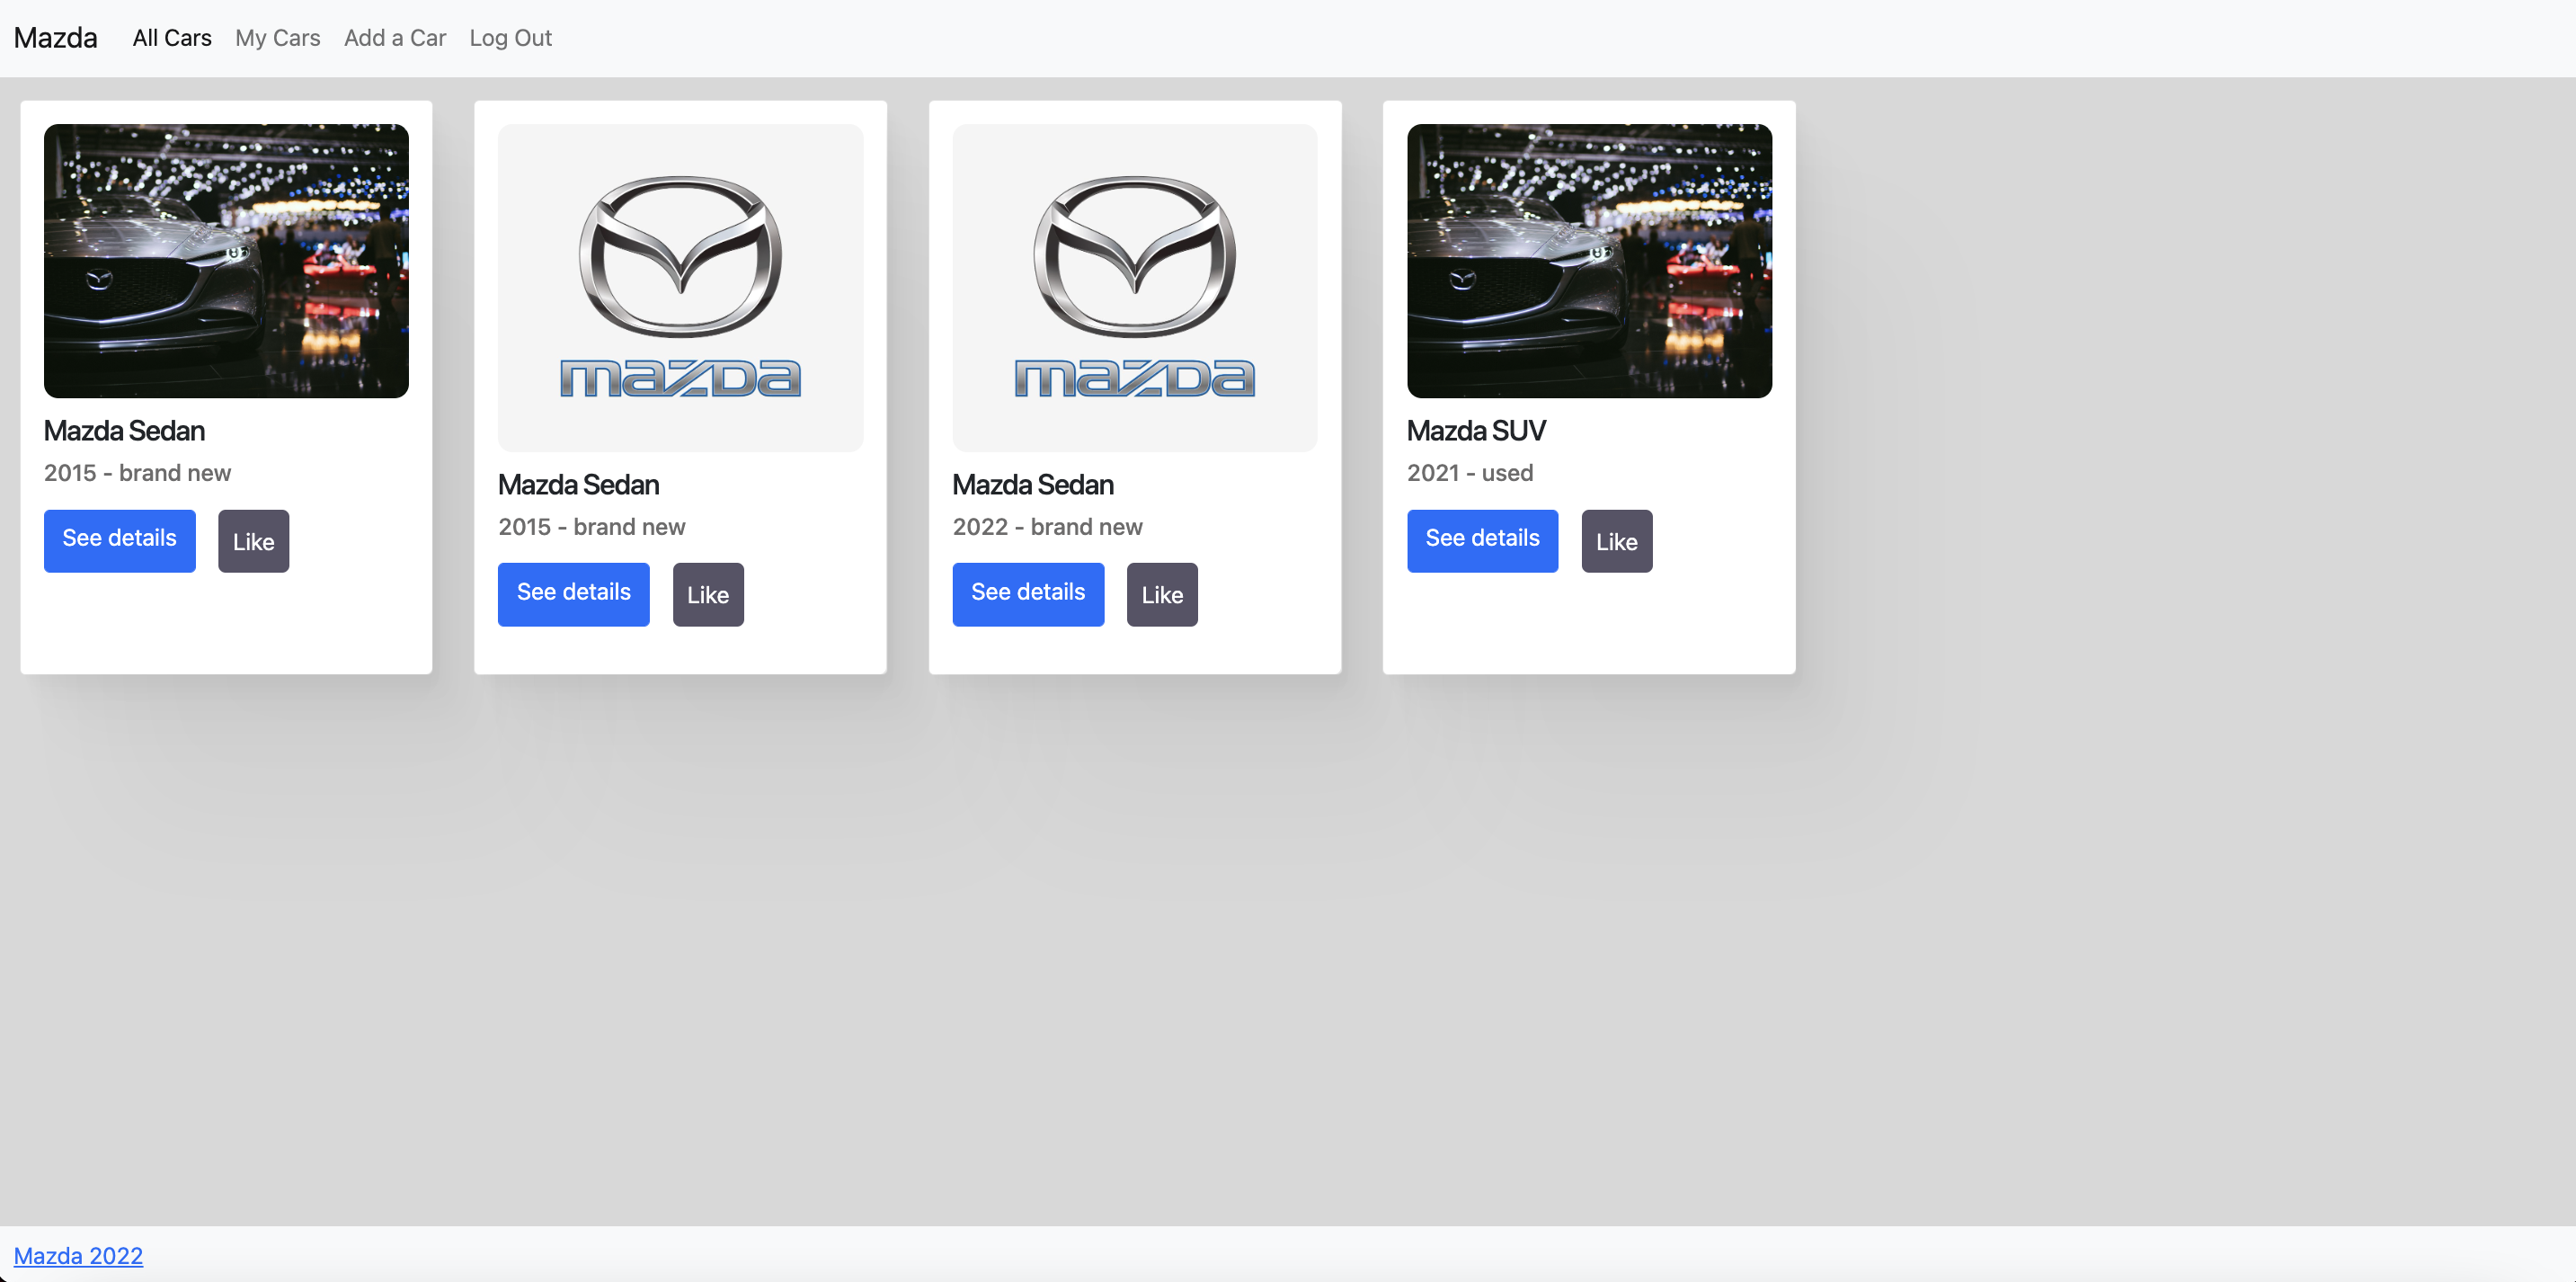 Mazda All Cars My Cars Add a Car Log Out
Mazda Sedan
2015 - brand new
See details Like
mazda
Mazda Sedan
2015 - brand new
See details Like
mazda
Mazda Sedan
2022 - brand new
See details Like
Mazda SUV
2021 - used
See details Like
Mazda 2022